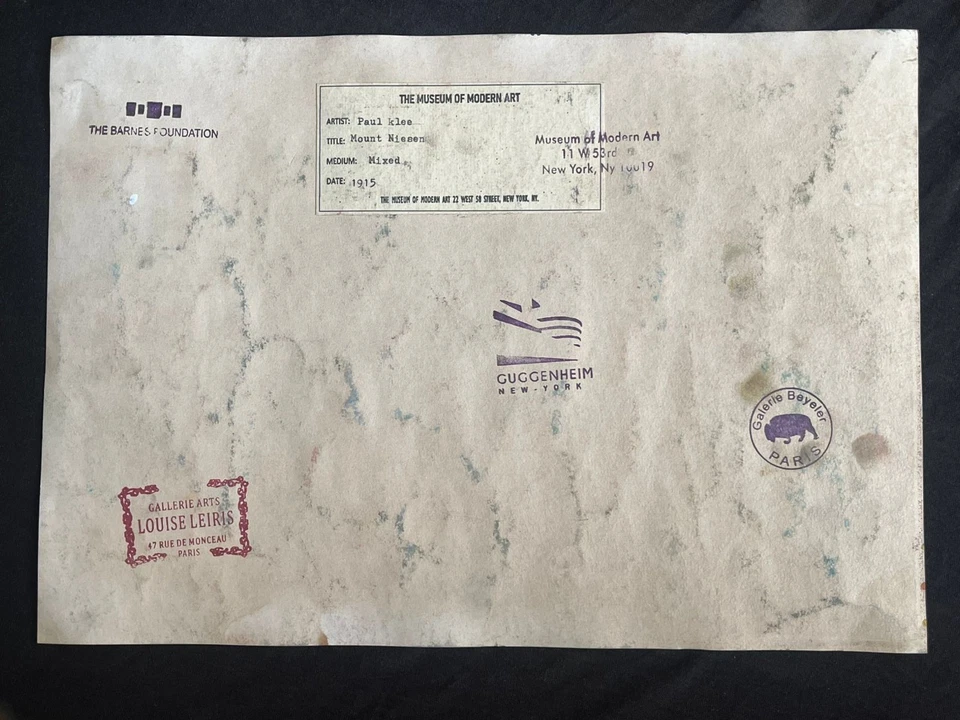 THE BARNES FOUNDATION
THE MUSEUM OF MODERN ART
ARTIST: Paul klee
TITLE: Mount Niesen
MEDIUM: Mixed
DATE: 1915
THE MUSEUM OF MODERN ART 22 WEST 58 STREET, NEW YORK, NY.
Museum of Modern Art
11 W 53rd
New York, Ny 10019
GUGGENHEIM
NEW-YORK
Galerie Beyeler
PARIS
GALLERIE ARTS
LOUISE LEIRIS
47 RUE DE MONCEAU
PARIS